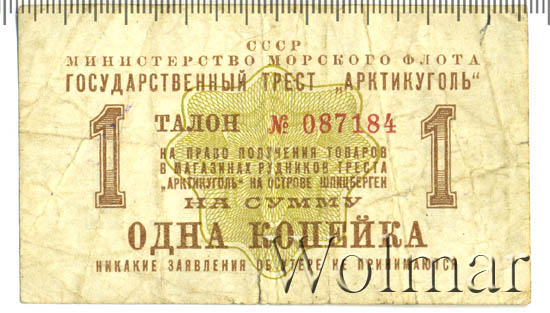 СССР
МИНИСТЕРСТВО МОРСКОГО ФЛОТА
ГОСУДАРСТВЕННЫЙ ТРЕСТ „АРКТИКУГОЛЬ“
1 ТАЛОН № 087184 1
НА ПРАВО ПОЛУЧЕНИЯ ТОВАРОВ
В МАГАЗИНАХ РУДНИКОВ ТРЕСТА
„АРКТИКУГОЛЬ“ НА ОСТРОВЕ ШПИЦБЕРГЕН
НА СУММУ
ОДНА КОПЕЙКА
НИКАКИЕ ЗАЯВЛЕНИЯ ОБ УТЕРЕ НЕ ПРИНИМАЮТСЯ
Wolmar